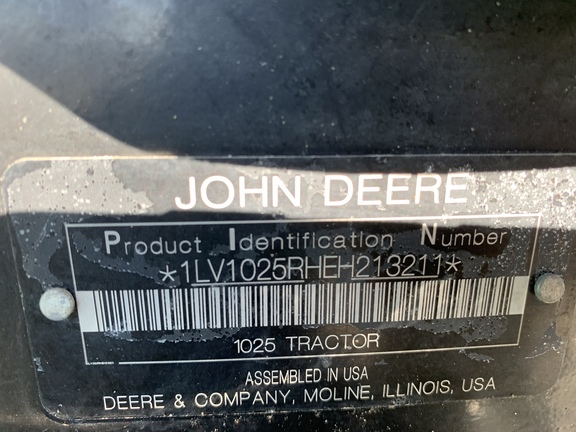 JOHN DEERE
Product Identification Number
*1LV1025RHEH213211*
1025 TRACTOR
ASSEMBLED IN USA
DEERE & COMPANY, MOLINE, ILLINOIS, USA